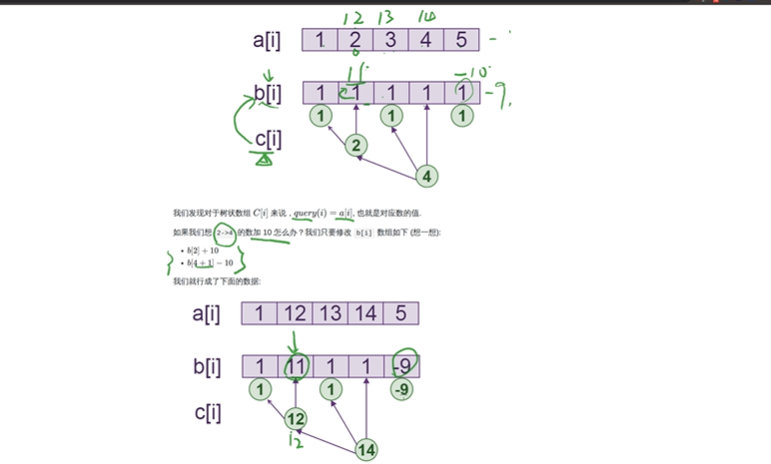 12 13 14
a[i] 1 2 3 4 5
11 -10
b[i] 1 1 1 1 1 -9
1 1 1
c[i] 2
4
我们发现对于树状数组 C[i] 来说，query(i) = a[i], 也就是对应数的值.
如果我们想 2->4 的数加 10 怎么办？我们只要修改 b[i] 数组如下 (想一想):
• b[2] + 10
• b[4 + 1] − 10
我们就行成了下面的数据:
a[i] 1 12 13 14 5
b[i] 1 11 1 1 -9
1 1 -9
c[i] 12
12 14